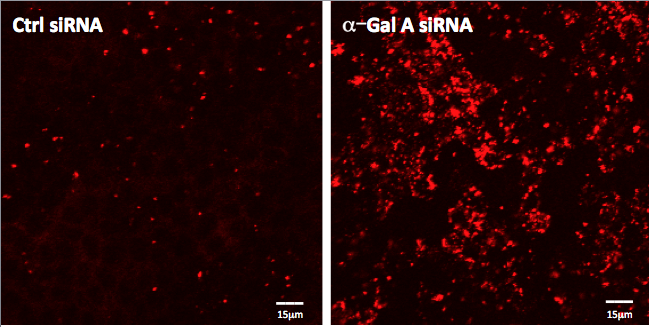 Ctrl siRNA
α-Gal A siRNA
15μm
15μm